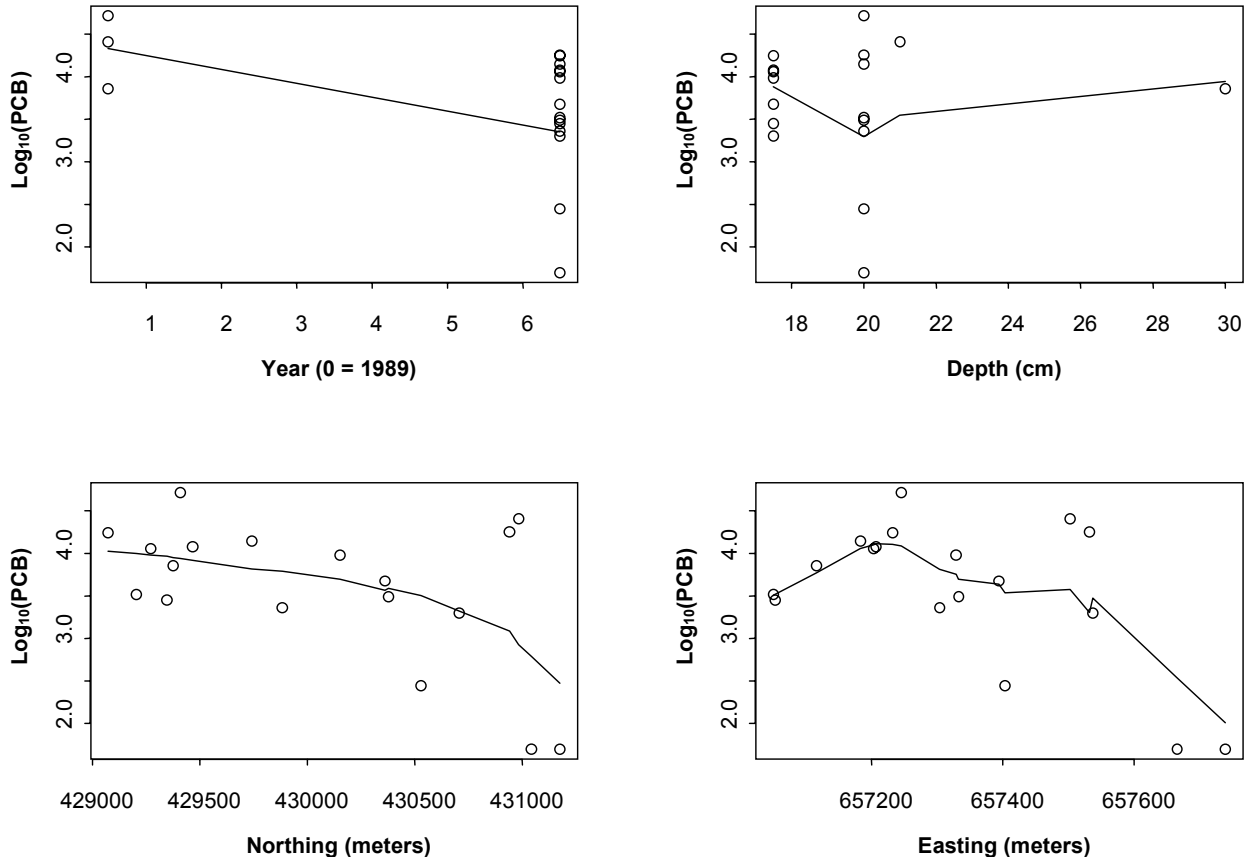 Log₁₀(PCB)
4.0
3.0
2.0
1 2 3 4 5 6
Year (0 = 1989)
Log₁₀(PCB)
4.0
3.0
2.0
18 20 22 24 26 28 30
Depth (cm)
Log₁₀(PCB)
4.0
3.0
2.0
429000 429500 430000 430500 431000
Northing (meters)
Log₁₀(PCB)
4.0
3.0
2.0
657200 657400 657600
Easting (meters)